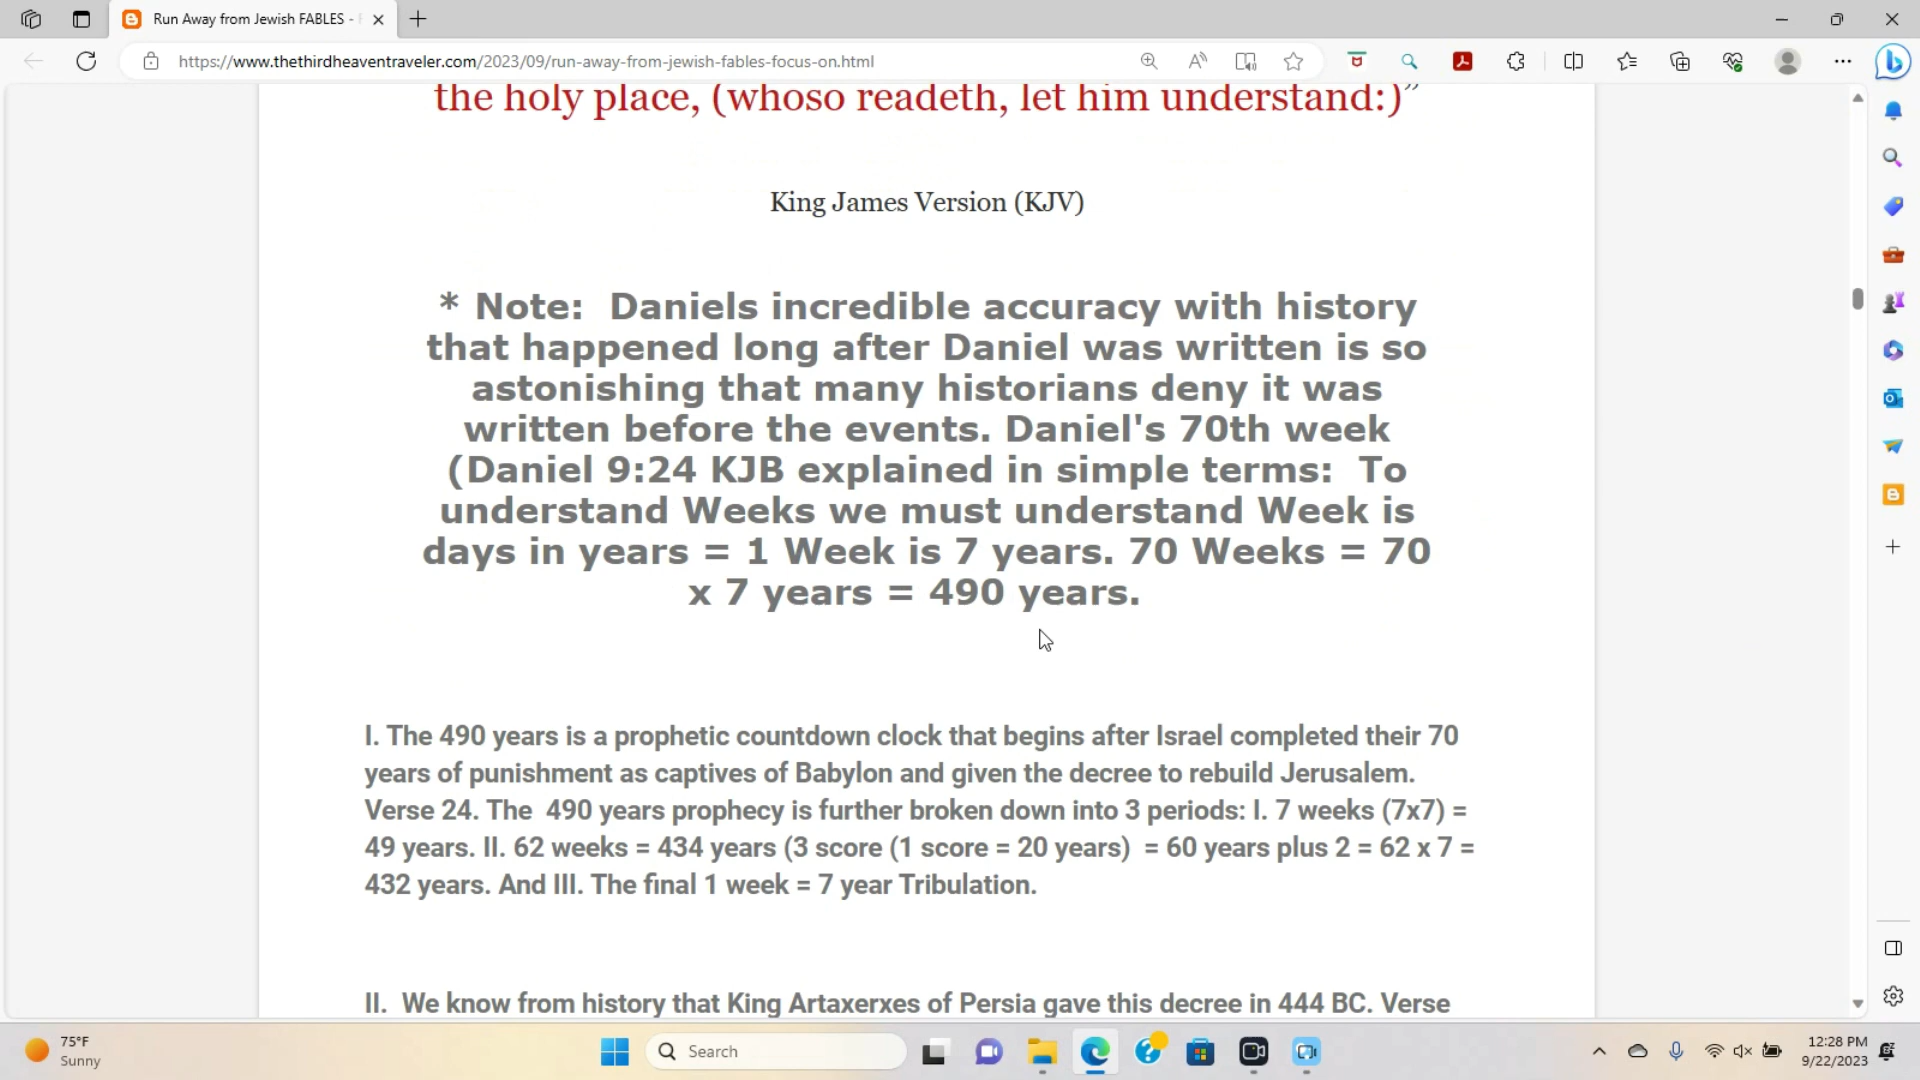 Run Away from Jewish FABLES -
https://www.thethirdheaventraveler.com/2023/09/run-away-from-jewish-fables-focus-on.html
the holy place, (whoso readeth, let him understand:)”
King James Version (KJV)
* Note:  Daniels incredible accuracy with history
that happened long after Daniel was written is so
astonishing that many historians deny it was
written before the events. Daniel's 70th week
(Daniel 9:24 KJB explained in simple terms:  To
understand Weeks we must understand Week is
days in years = 1 Week is 7 years. 70 Weeks = 70
x 7 years = 490 years.
I. The 490 years is a prophetic countdown clock that begins after Israel completed their 70
years of punishment as captives of Babylon and given the decree to rebuild Jerusalem.
Verse 24. The  490 years prophecy is further broken down into 3 periods: I. 7 weeks (7x7) =
49 years. II. 62 weeks = 434 years (3 score (1 score = 20 years)  = 60 years plus 2 = 62 x 7 =
432 years. And III. The final 1 week = 7 year Tribulation.
II.  We know from history that King Artaxerxes of Persia gave this decree in 444 BC. Verse
75°F
Sunny
Search
12:28 PM
9/22/2023